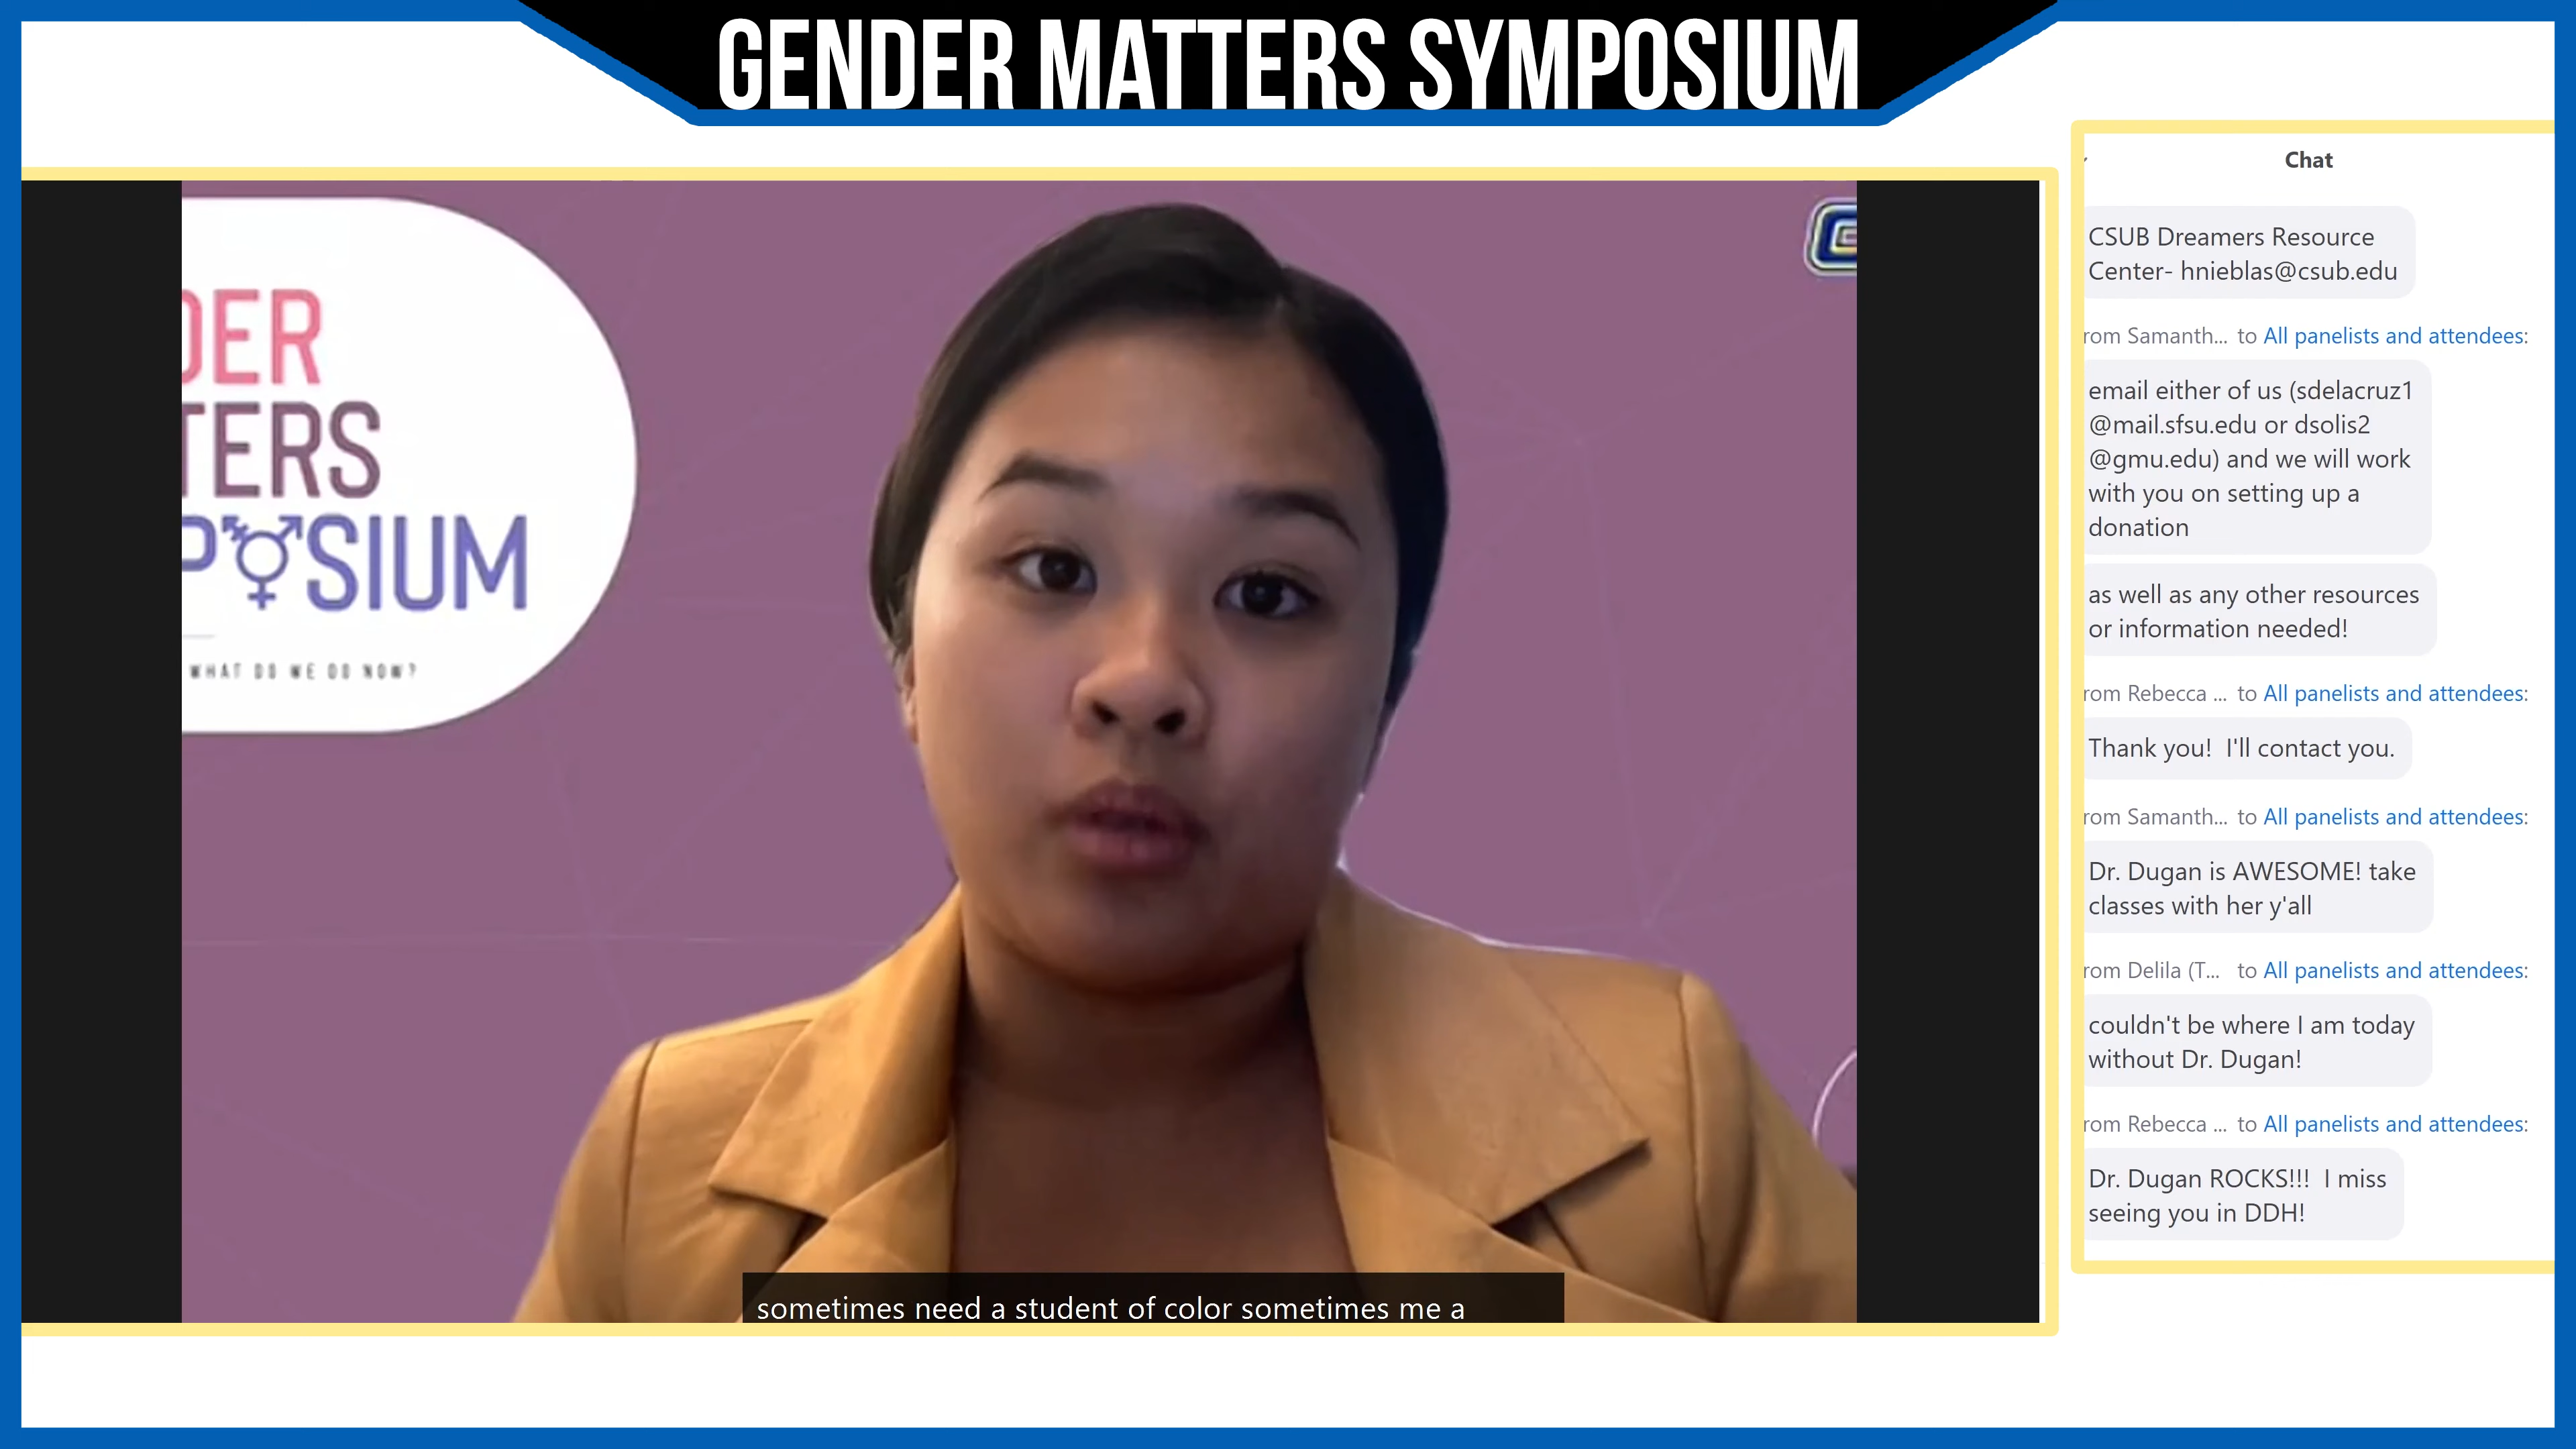 GENDER MATTERS SYMPOSIUM
DER
TERS
P⚧SIUM
WHAT DO WE DO NOW?
sometimes need a student of color sometimes me a
Chat
CSUB Dreamers Resource
Center- hnieblas@csub.edu
rom Samanth... to All panelists and attendees:
email either of us (sdelacruz1
@mail.sfsu.edu or dsolis2
@gmu.edu) and we will work
with you on setting up a
donation
as well as any other resources
or information needed!
rom Rebecca ... to All panelists and attendees:
Thank you!  I'll contact you.
rom Samanth... to All panelists and attendees:
Dr. Dugan is AWESOME! take
classes with her y'all
rom Delila (T... to All panelists and attendees:
couldn't be where I am today
without Dr. Dugan!
rom Rebecca ... to All panelists and attendees:
Dr. Dugan ROCKS!!!  I miss
seeing you in DDH!